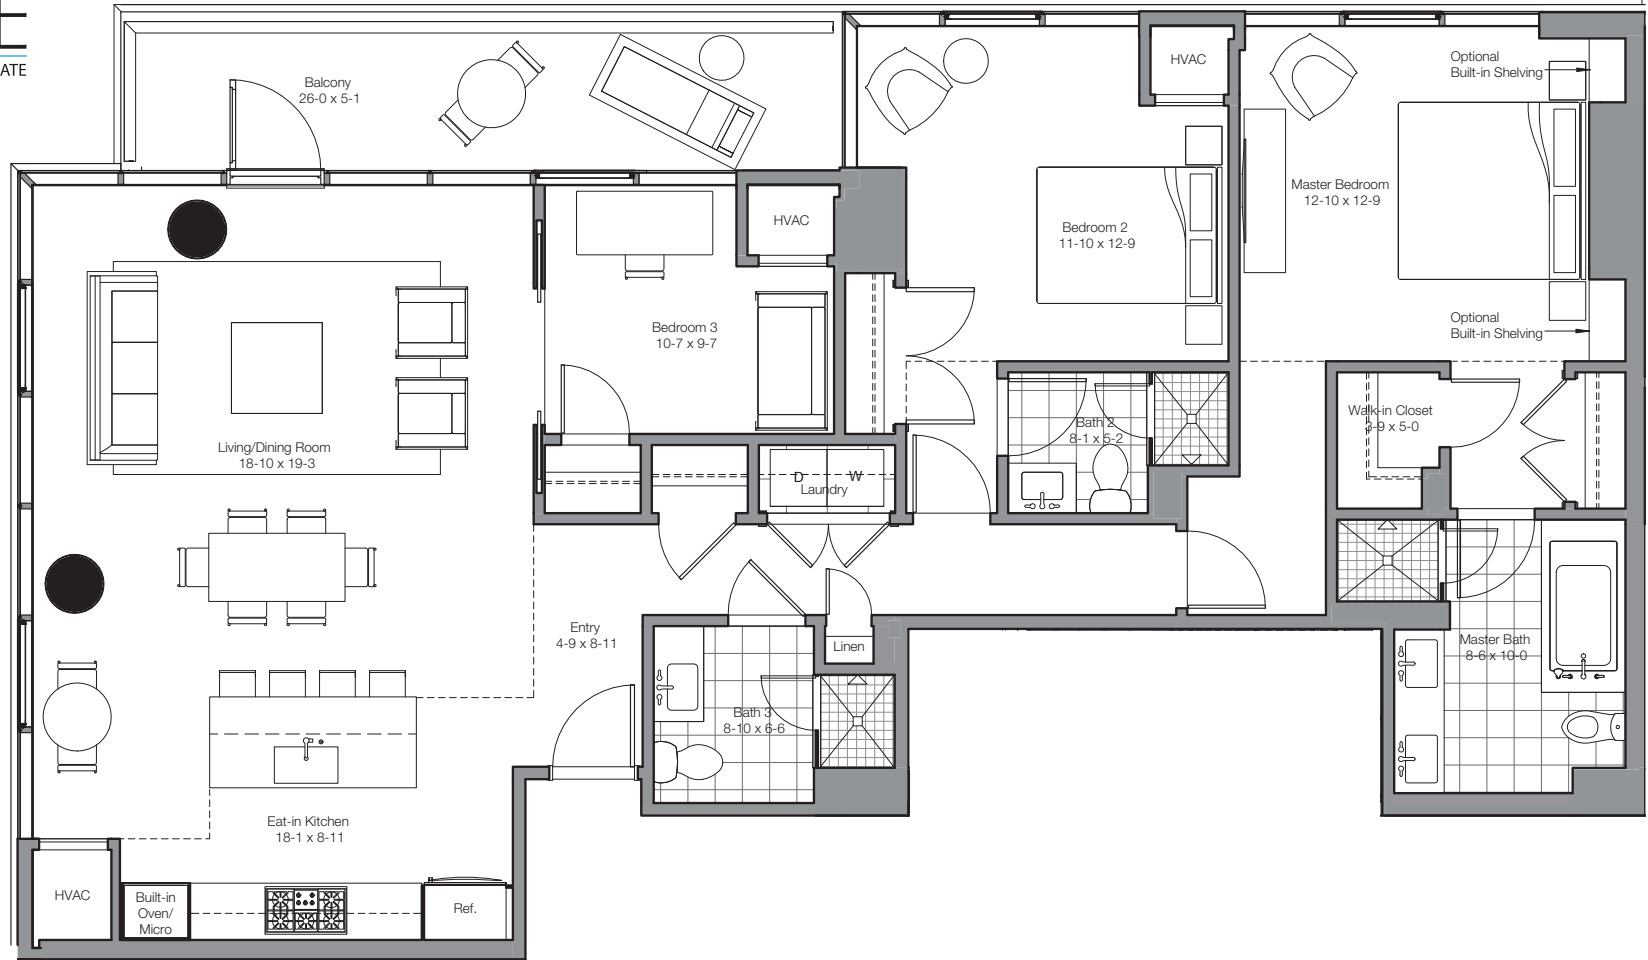 ATE
Balcony
26-0 x 5-1
HVAC
Optional
Built-in Shelving
Master Bedroom
12-10 x 12-9
Bedroom 2
11-10 x 12-9
HVAC
Bedroom 3
10-7 x 9-7
Optional
Built-in Shelving
Living/Dining Room
18-10 x 19-3
Bath 2
8-1 x 5-2
Walk-in Closet
3-9 x 5-0
D W
Laundry
Entry
4-9 x 8-11
Linen
Master Bath
8-6 x 10-0
Bath 3
8-10 x 6-6
Eat-in Kitchen
18-1 x 8-11
HVAC
Built-in
Oven/
Micro
Ref.